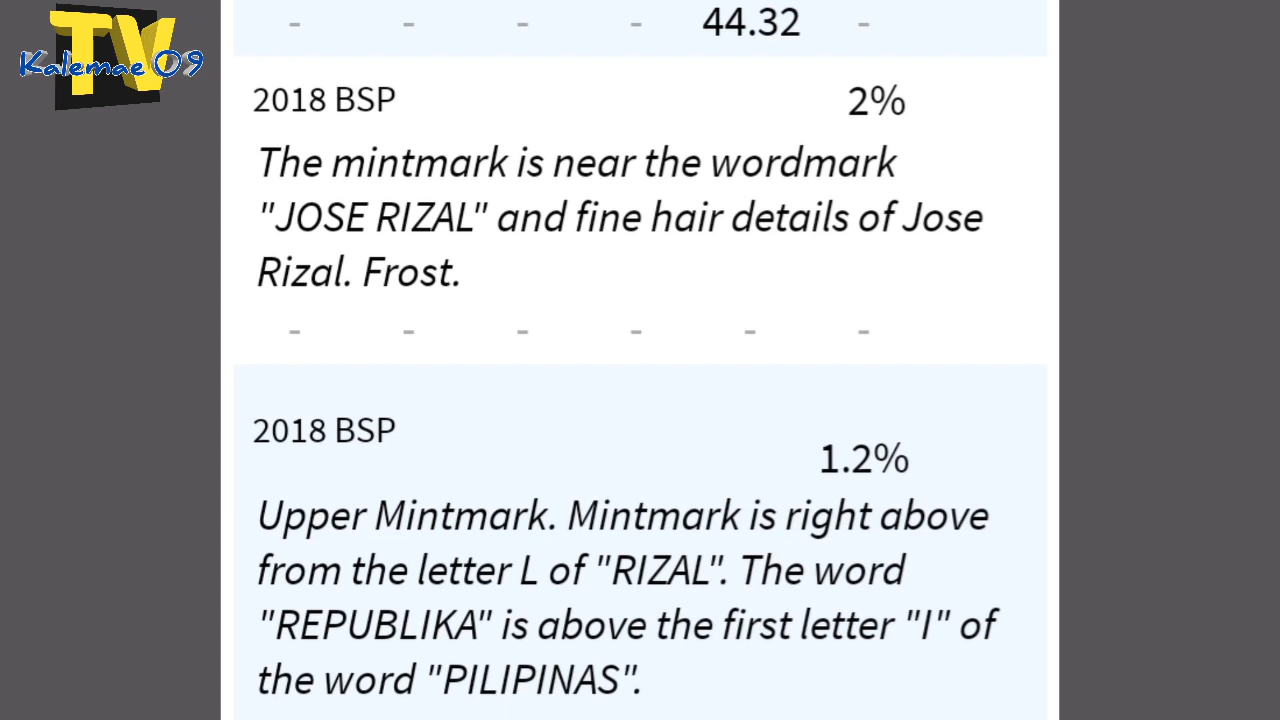 TV
Kalemae O9
- - - - 44.32 -
2018 BSP 2%
The mintmark is near the wordmark
"JOSE RIZAL" and fine hair details of Jose
Rizal. Frost.
- - - - - -
2018 BSP
1.2%
Upper Mintmark. Mintmark is right above
from the letter L of "RIZAL". The word
"REPUBLIKA" is above the first letter "I" of
the word "PILIPINAS".